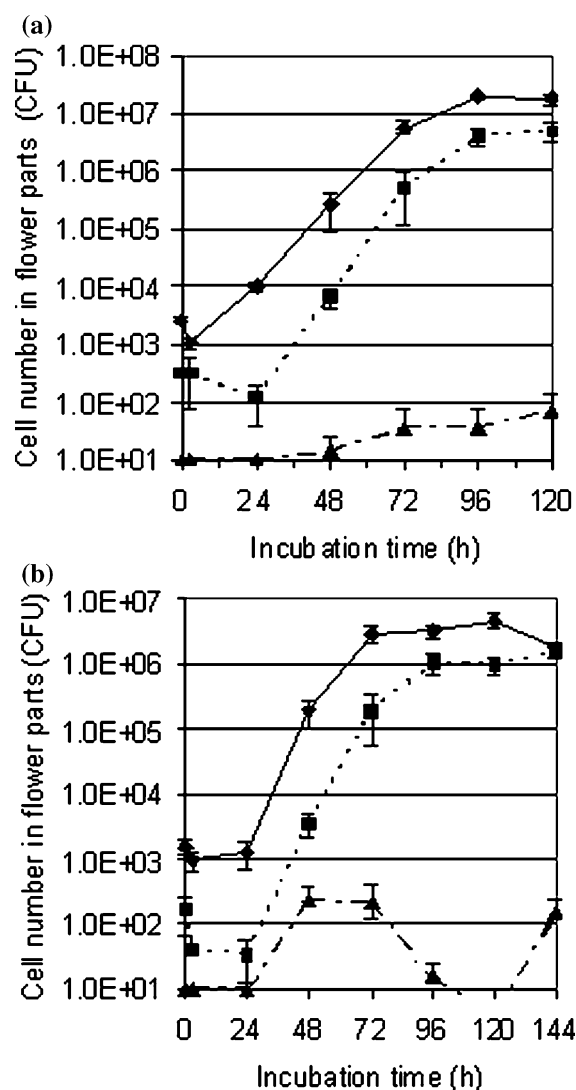 (a)
Cell number in flower parts (CFU)
1.0E+08
1.0E+07
1.0E+06
1.0E+05
1.0E+04
1.0E+03
1.0E+02
1.0E+01
0 24 48 72 96 120
Incubation time (h)
(b)
Cell number in flower parts (CFU)
1.0E+07
1.0E+06
1.0E+05
1.0E+04
1.0E+03
1.0E+02
1.0E+01
0 24 48 72 96 120 144
Incubation time (h)